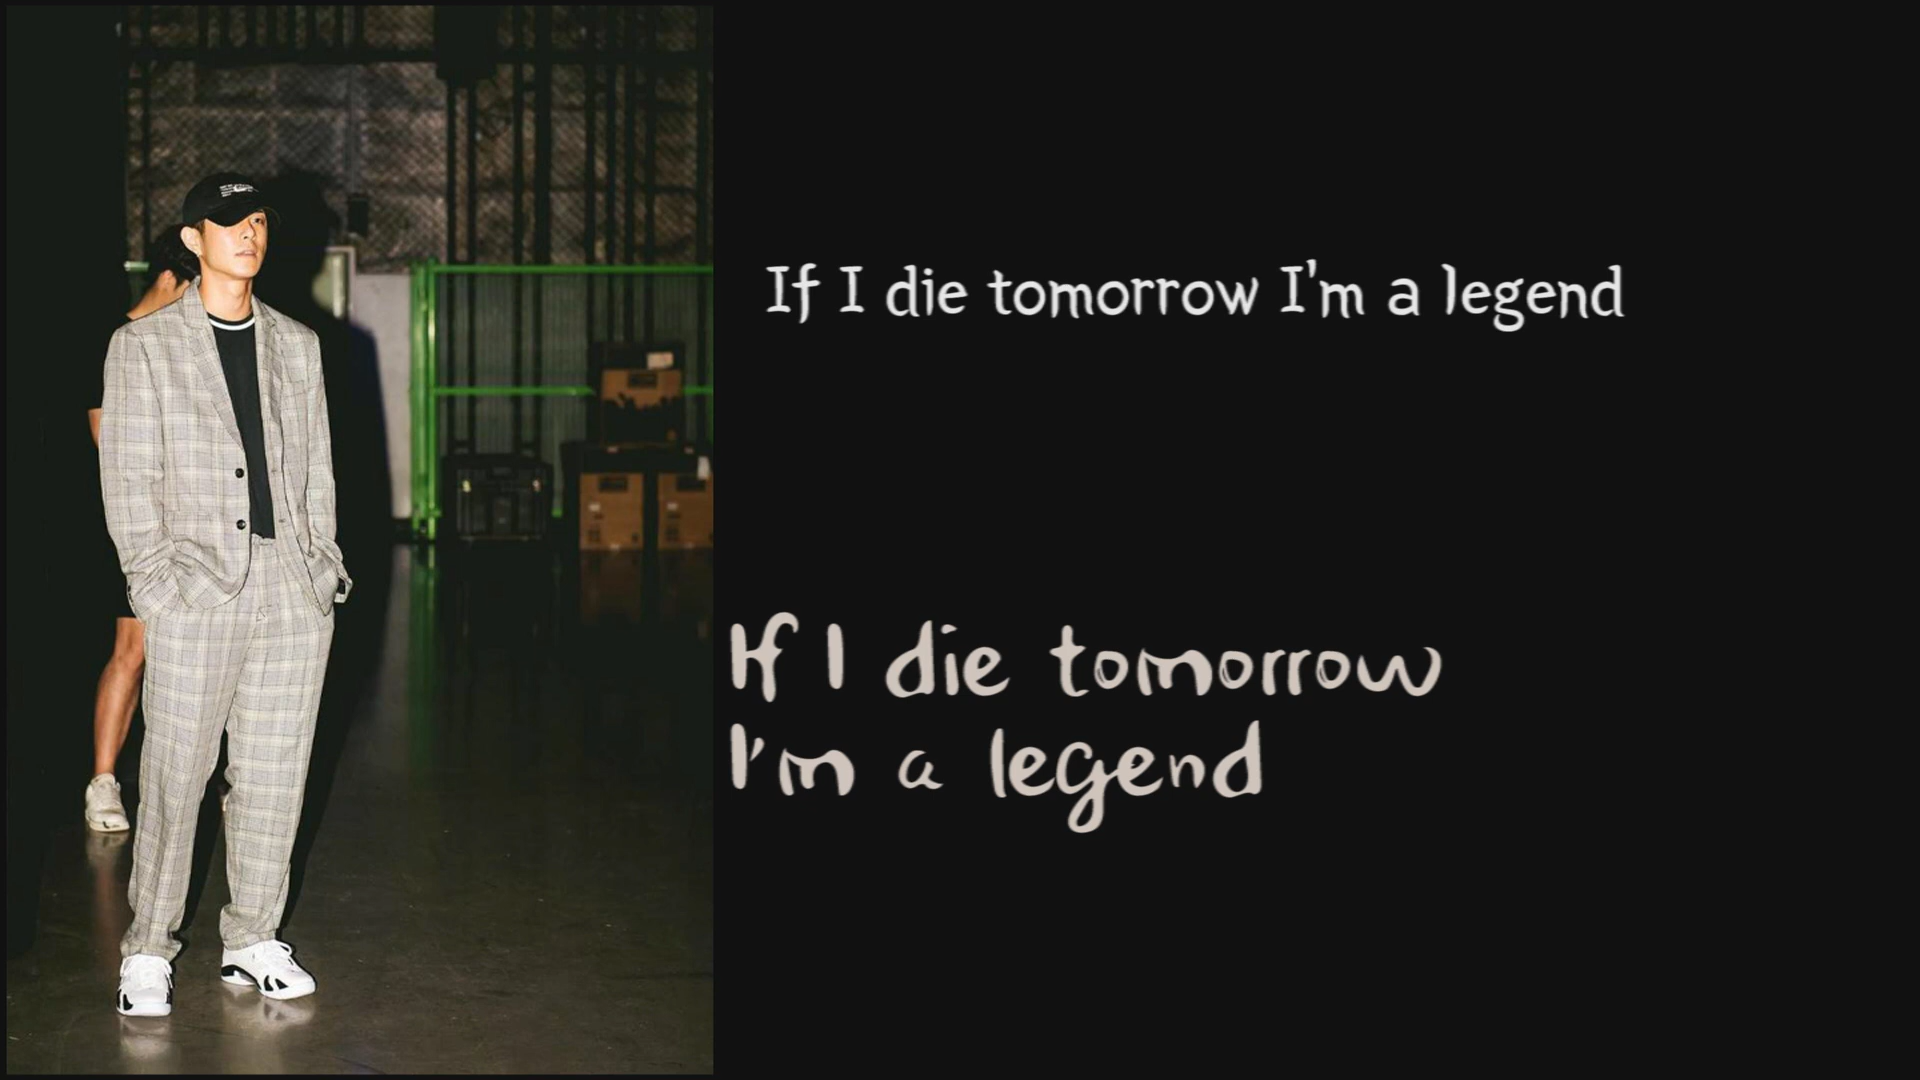 If I die tomorrow I'm a legend
If I die tomorrow
I'm a legend